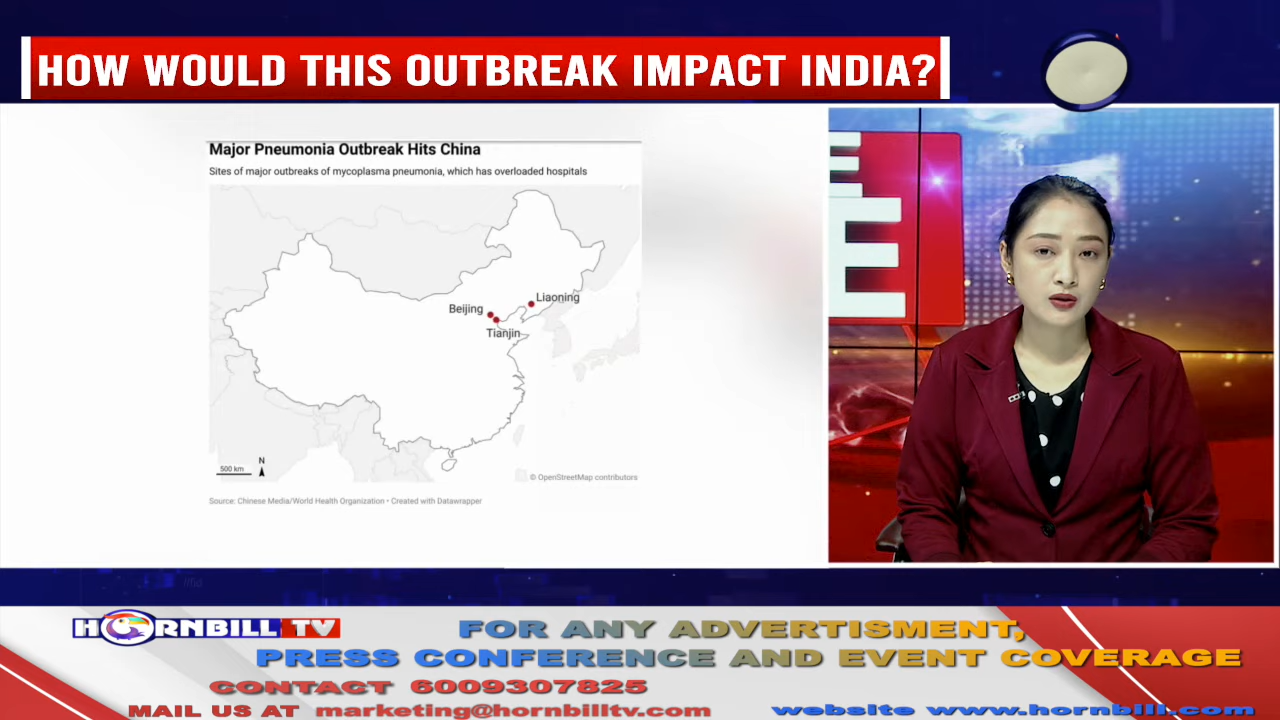 HOW WOULD THIS OUTBREAK IMPACT INDIA?
Major Pneumonia Outbreak Hits China
Sites of major outbreaks of mycoplasma pneumonia, which has overloaded hospitals
Liaoning
Beijing
Tianjin
N
500 km
© OpenStreetMap contributors
Source: Chinese Media/World Health Organization • Created with Datawrapper
E
E
HORNBILL TV
FOR ANY ADVERTISMENT,
PRESS CONFERENCE AND EVENT COVERAGE
CONTACT 6009307825
MAIL US AT marketing@hornbilltv.com
website www.hornbill.com